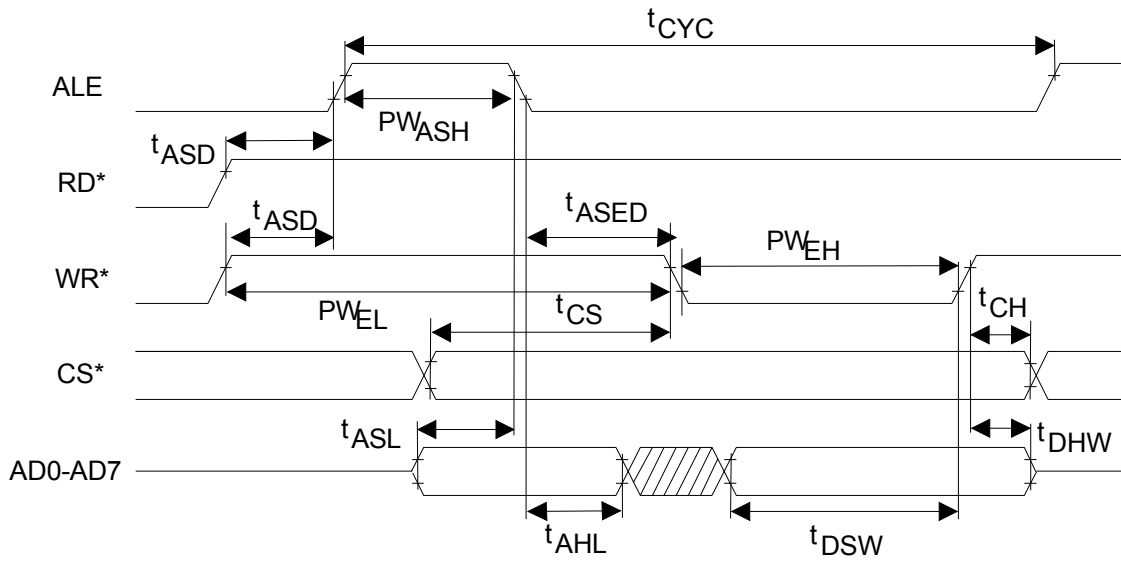 tCYC
ALE
PWASH
tASD
RD*
tASD
tASED
PWEH
WR*
PWEL
tCS
tCH
CS*
tASL
tDHW
AD0-AD7
tAHL
tDSW